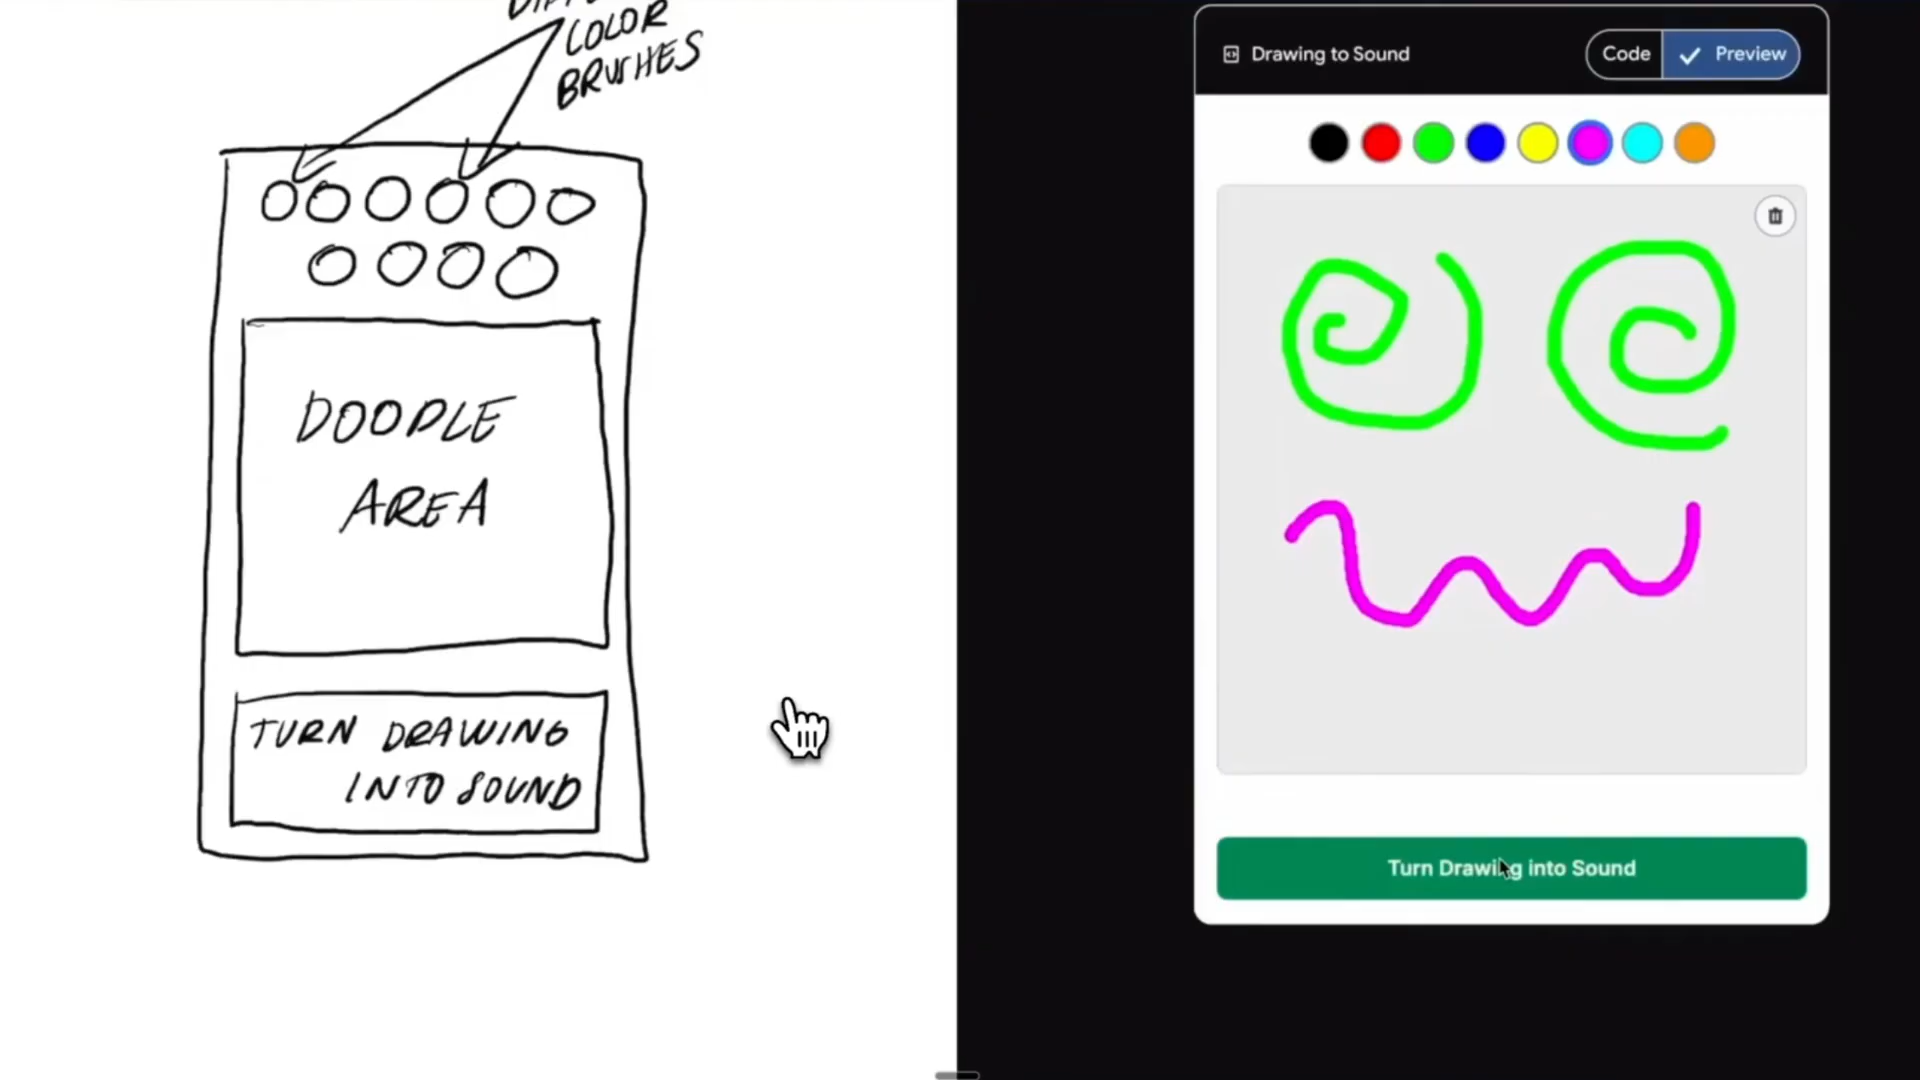 COLOR
BRUSHES
DOODLE
AREA
TURN DRAWING
INTO SOUND
Drawing to Sound
Code
Preview
Turn Drawing into Sound